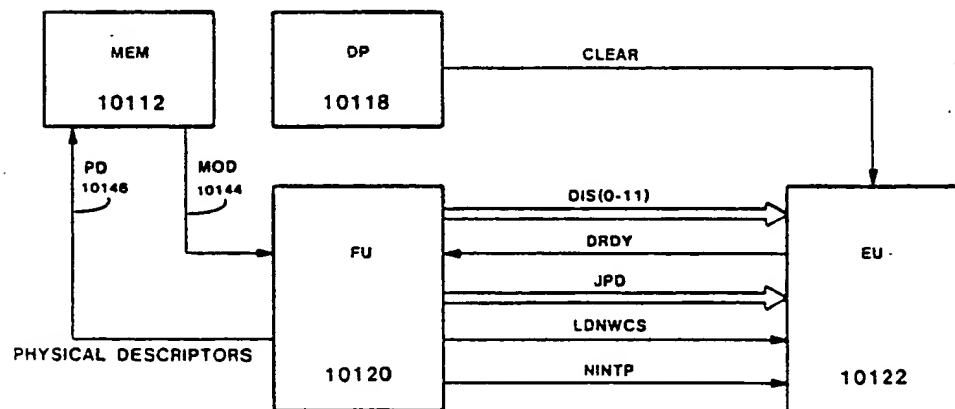 MEM
10112
DP
10118
CLEAR
PD
10146
MOD
10144
DIS(0-11)
DRDY
FU
EU
JPD
LDNWCS
PHYSICAL DESCRIPTORS
NINTP
10120
10122